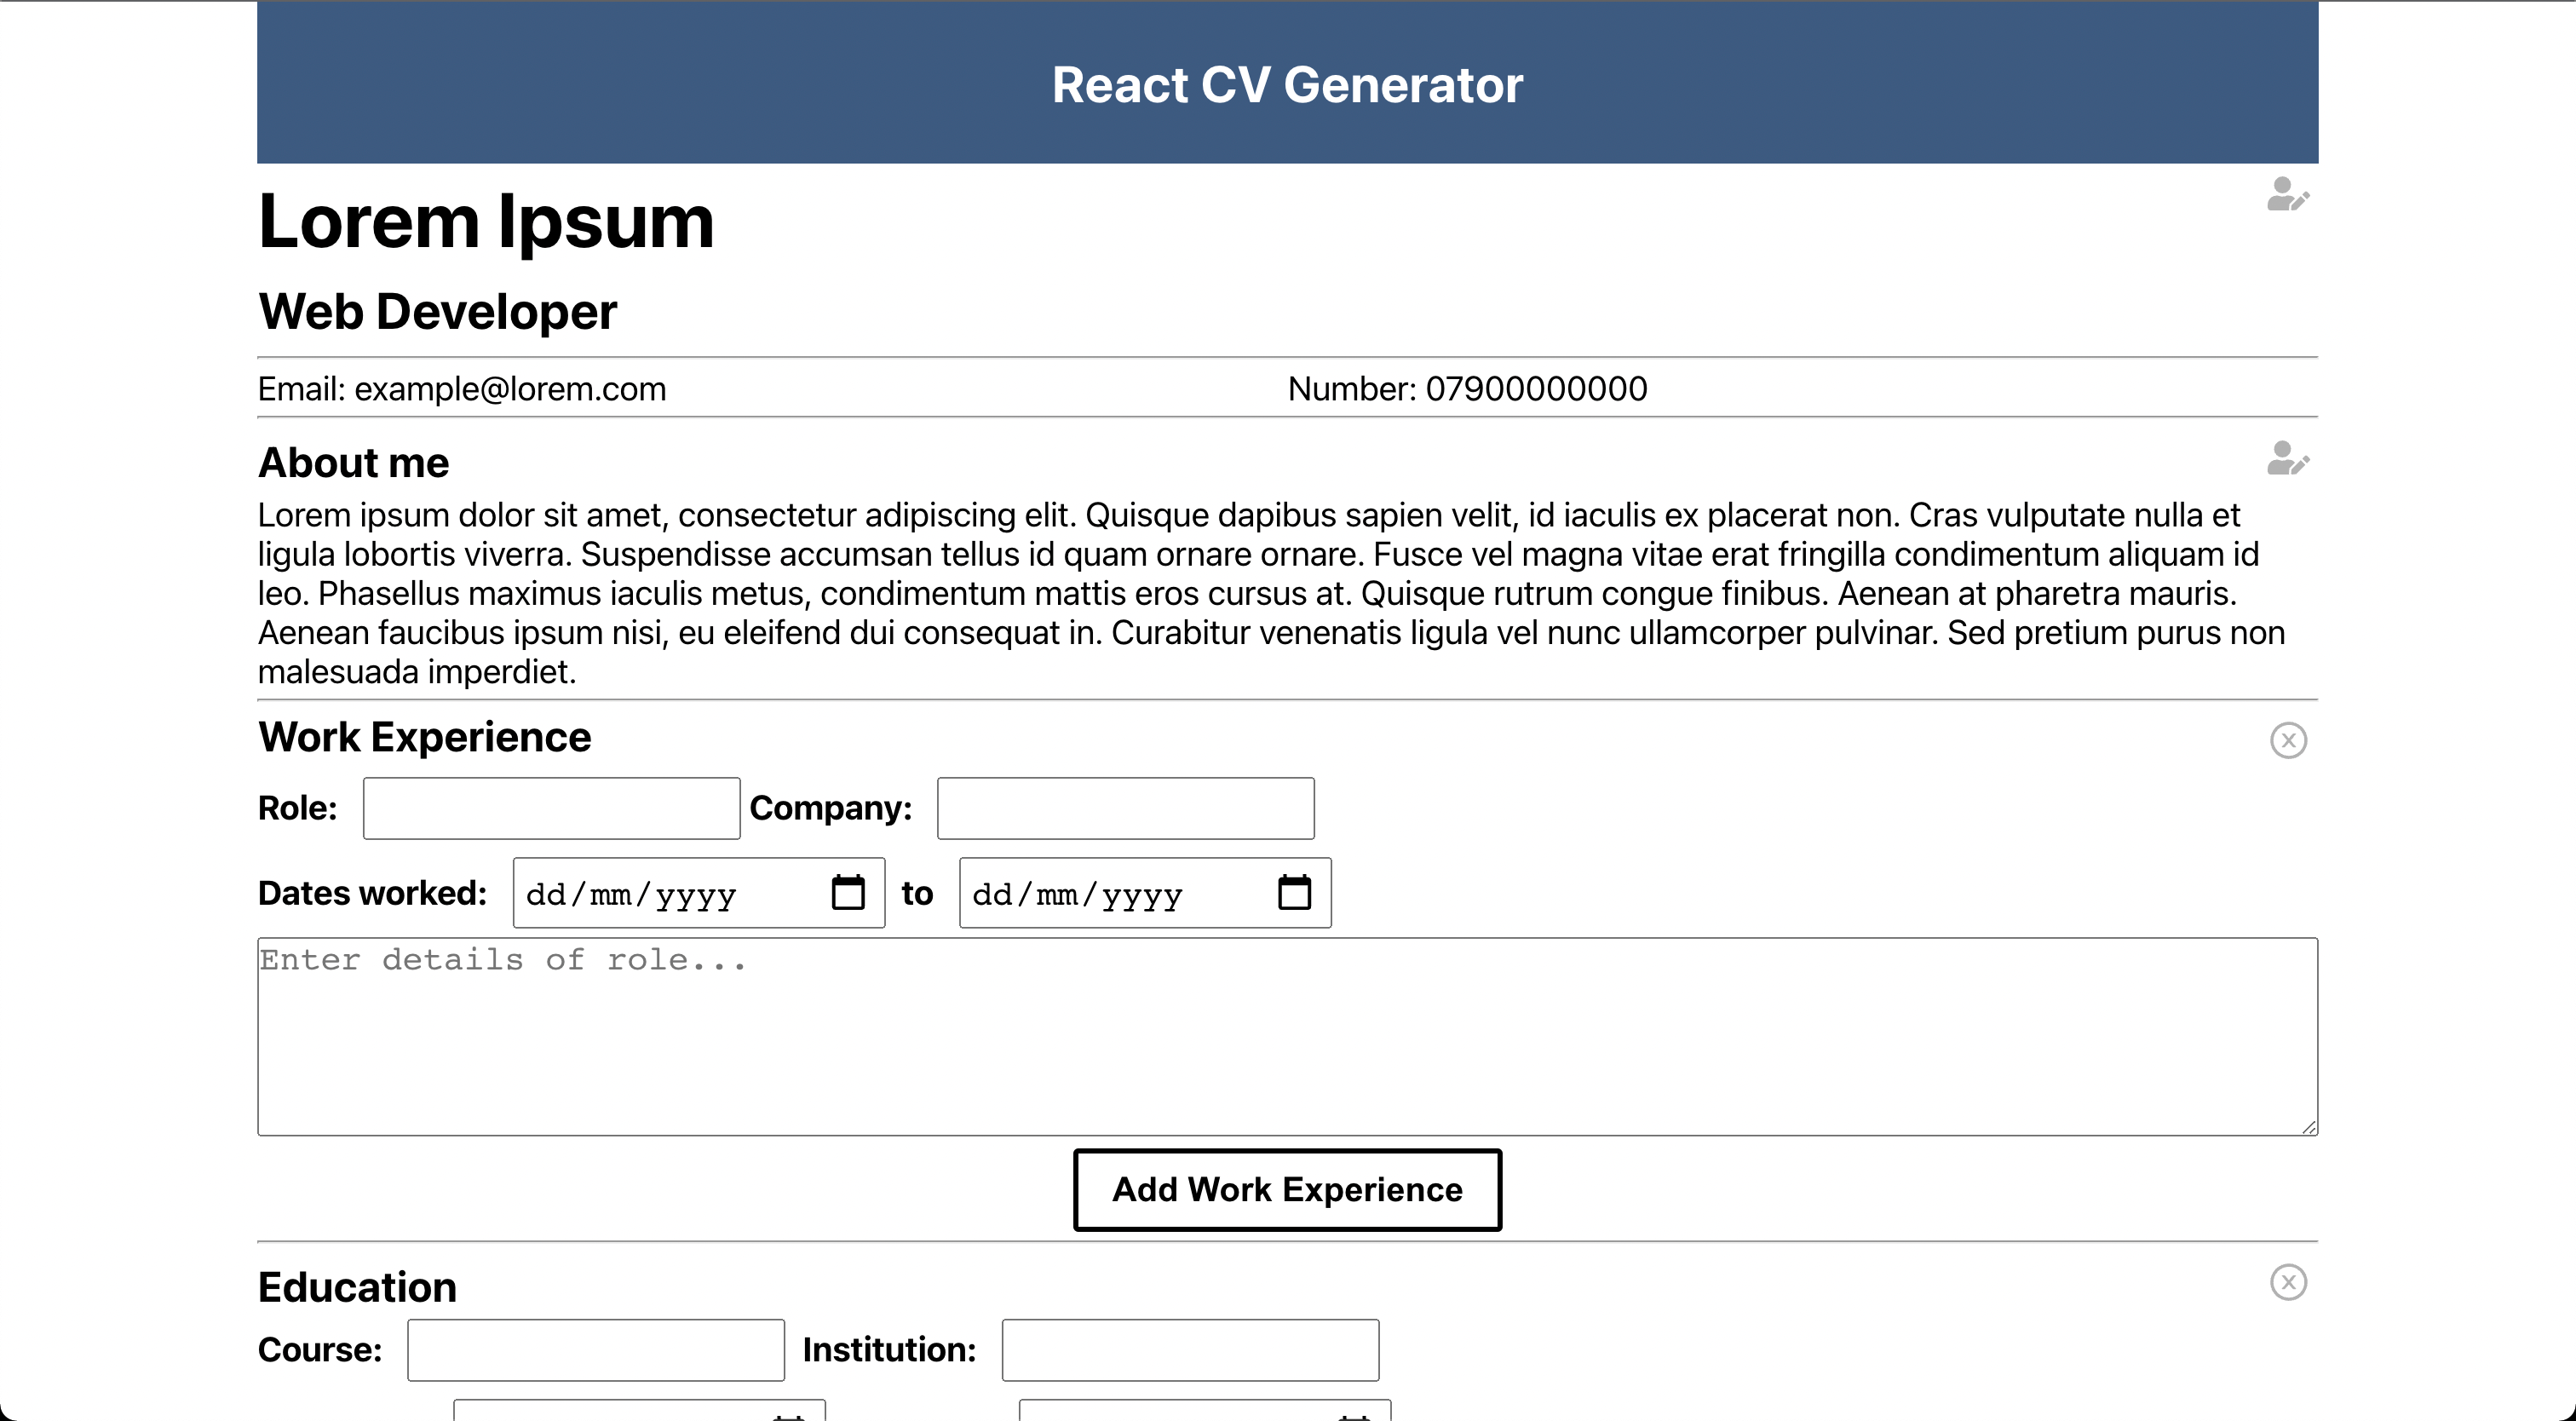 React CV Generator
Lorem Ipsum
Web Developer
Email: example@lorem.com Number: 07900000000
About me
Lorem ipsum dolor sit amet, consectetur adipiscing elit. Quisque dapibus sapien velit, id iaculis ex placerat non. Cras vulputate nulla et
ligula lobortis viverra. Suspendisse accumsan tellus id quam ornare ornare. Fusce vel magna vitae erat fringilla condimentum aliquam id
leo. Phasellus maximus iaculis metus, condimentum mattis eros cursus at. Quisque rutrum congue finibus. Aenean at pharetra mauris.
Aenean faucibus ipsum nisi, eu eleifend dui consequat in. Curabitur venenatis ligula vel nunc ullamcorper pulvinar. Sed pretium purus non
malesuada imperdiet.
Work Experience
Role: Company:
Dates worked: dd/mm/yyyy to dd/mm/yyyy
Enter details of role...
Add Work Experience
Education
Course: Institution: